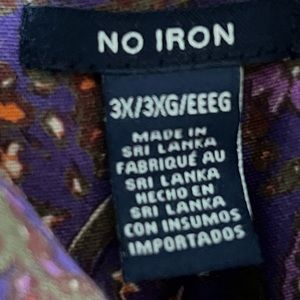 NO IRON
3X/3XG/EEEG
MADE IN
SRI LANKA
FABRIQUÉ AU
SRI LANKA
HECHO EN
SRI LANKA
CON INSUMOS
IMPORTADOS